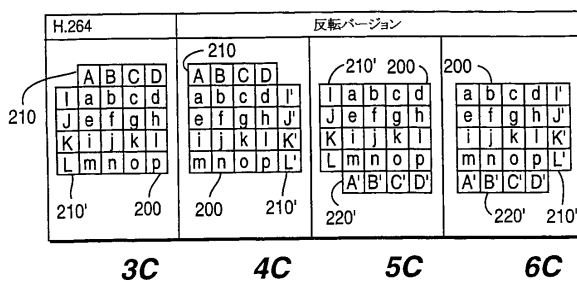 H.264 反転バージョン
210 A B C D
I a b c d
J e f g h
K i j k l
L m n o p
210' 200
3C
210
A B C D
a b c d I'
e f g h J'
i j k l K'
m n o p L'
200 210'
4C
210' 200
I a b c d
J e f g h
K i j k l
L m n o p
A' B' C' D'
220'
5C
200
a b c d I'
e f g h J'
i j k l K'
m n o p L'
A' B' C' D'
220' 210'
6C